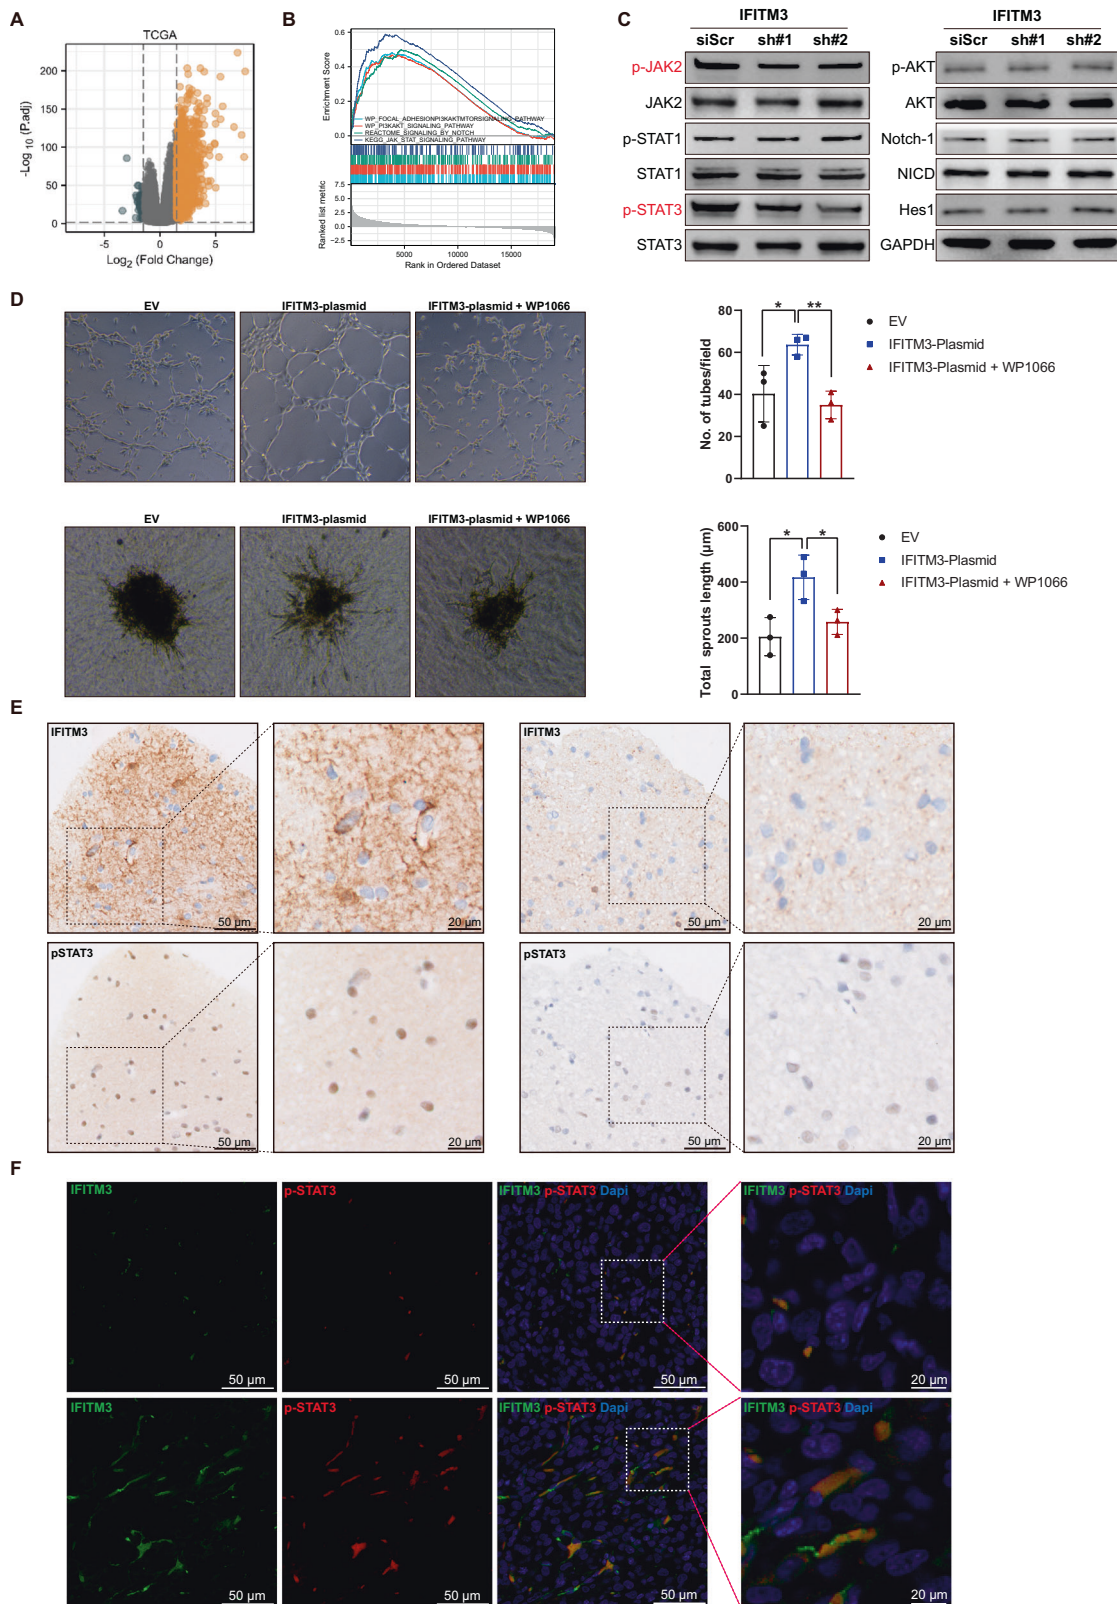 A
TCGA
-Log10 (P.adj)
200
150
100
50
0
-5
0
5
Log2 (Fold Change)
B
Enrichment Score
0.6
0.4
0.2
0.0
WP_FOCAL_ADHESIONPI3KAKTMTORSIGNALING_PATHWAY
WP_PI3KAKT_SIGNALING_PATHWAY
REACTOME_SIGNALING_BY_NOTCH
KEGG_JAK_STAT_SIGNALING_PATHWAY
Ranked list metric
7.5
5.0
2.5
0.0
-2.5
5000
10000
15000
Rank in Ordered Dataset
C
IFITM3
siScr sh#1 sh#2
p-JAK2
JAK2
p-STAT1
STAT1
p-STAT3
STAT3
IFITM3
siScr sh#1 sh#2
p-AKT
AKT
Notch-1
NICD
Hes1
GAPDH
D
EV
IFITM3-plasmid
IFITM3-plasmid + WP1066
No. of tubes/field
80
60
40
20
0
*
**
EV
IFITM3-Plasmid
IFITM3-Plasmid + WP1066
EV
IFITM3-plasmid
IFITM3-plasmid + WP1066
Total sprouts length (μm)
600
400
200
0
*
*
EV
IFITM3-Plasmid
IFITM3-Plasmid + WP1066
E
IFITM3
50 μm
20 μm
IFITM3
50 μm
20 μm
pSTAT3
50 μm
20 μm
pSTAT3
50 μm
20 μm
F
IFITM3
50 μm
p-STAT3
50 μm
IFITM3 p-STAT3 Dapi
50 μm
IFITM3 p-STAT3 Dapi
20 μm
IFITM3
50 μm
p-STAT3
50 μm
IFITM3 p-STAT3 Dapi
50 μm
IFITM3 p-STAT3 Dapi
20 μm